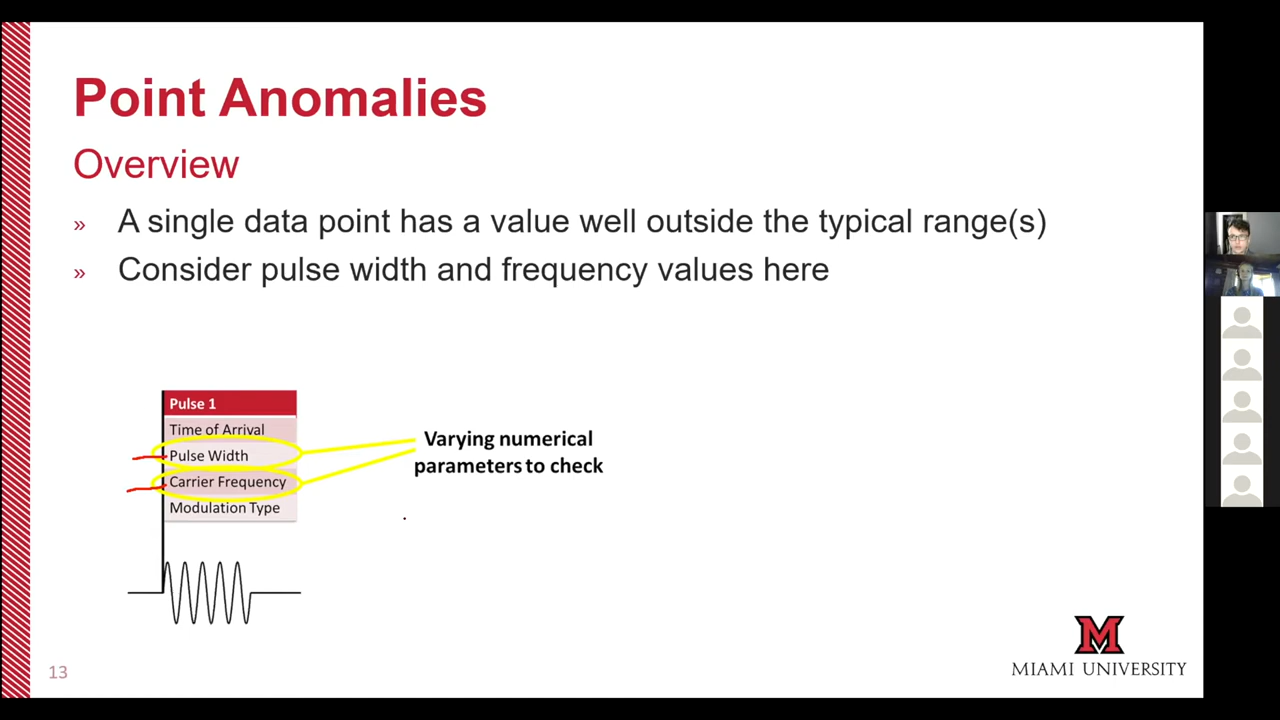 Point Anomalies
Overview
» A single data point has a value well outside the typical range(s)
» Consider pulse width and frequency values here
Pulse 1
Time of Arrival
Pulse Width
Carrier Frequency
Modulation Type
Varying numerical
parameters to check
13
M
MIAMI UNIVERSITY